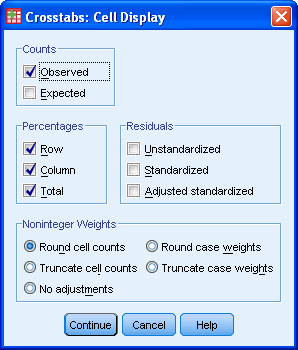 Crosstabs: Cell Display
Counts
Observed
Expected
Percentages
Row
Column
Total
Residuals
Unstandardized
Standardized
Adjusted standardized
Noninteger Weights
Round cell counts
Round case weights
Truncate cell counts
Truncate case weights
No adjustments
Continue
Cancel
Help